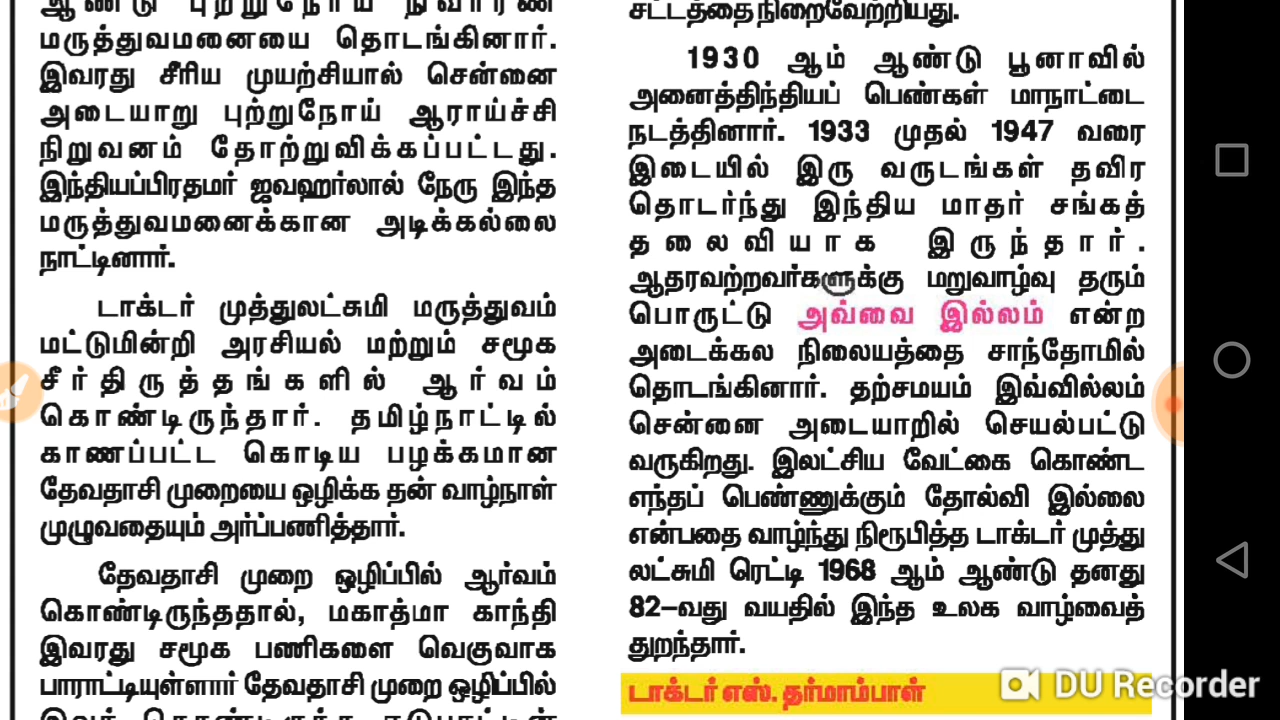 ஆண்டு புற்றுநோய் நிவாரண
மருத்துவமனையை தொடங்கினார்.
இவரது சீரிய முயற்சியால் சென்னை
அடையாறு புற்றுநோய் ஆராய்ச்சி
நிறுவனம் தோற்றுவிக்கப்பட்டது.
இந்தியப்பிரதமர் ஜவஹர்லால் நேரு இந்த
மருத்துவமனைக்கான அடிக்கல்லை
நாட்டினார்.
டாக்டர் முத்துலட்சுமி மருத்துவம்
மட்டுமின்றி அரசியல் மற்றும் சமூக
சீர்திருத்தங்களில் ஆர்வம்
கொண்டிருந்தார். தமிழ்நாட்டில்
காணப்பட்ட கொடிய பழக்கமான
தேவதாசி முறையை ஒழிக்க தன் வாழ்நாள்
முழுவதையும் அர்ப்பணித்தார்.
தேவதாசி முறை ஒழிப்பில் ஆர்வம்
கொண்டிருந்ததால், மகாத்மா காந்தி
இவரது சமூக பணிகளை வெகுவாக
பாராட்டியுள்ளார் தேவதாசி முறை ஒழிப்பில்
சட்டத்தை நிறைவேற்றியது.
1930 ஆம் ஆண்டு பூனாவில்
அனைத்திந்தியப் பெண்கள் மாநாட்டை
நடத்தினார். 1933 முதல் 1947 வரை
இடையில் இரு வருடங்கள் தவிர
தொடர்ந்து இந்திய மாதர் சங்கத்
தலைவியாக இருந்தார்.
ஆதரவற்றவர்களுக்கு மறுவாழ்வு தரும்
பொருட்டு அவ்வை இல்லம் என்ற
அடைக்கல நிலையத்தை சாந்தோமில்
தொடங்கினார். தற்சமயம் இவ்வில்லம்
சென்னை அடையாறில் செயல்பட்டு
வருகிறது. இலட்சிய வேட்கை கொண்ட
எந்தப் பெண்ணுக்கும் தோல்வி இல்லை
என்பதை வாழ்ந்து நிரூபித்த டாக்டர் முத்து
லட்சுமி ரெட்டி 1968 ஆம் ஆண்டு தனது
82–வது வயதில் இந்த உலக வாழ்வைத்
துறந்தார்.
டாக்டர் எஸ். தர்மாம்பாள்
DU Recorder